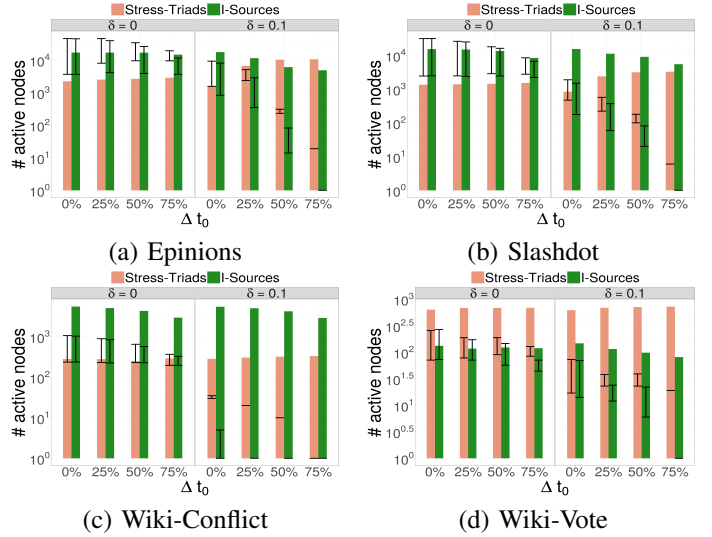 Stress-Triads I-Sources
δ = 0 δ = 0.1
# active nodes
10^4
10^3
10^2
10^1
10^0
0% 25% 50% 75% 0% 25% 50% 75%
Δ t₀
(a) Epinions
Stress-Triads I-Sources
δ = 0 δ = 0.1
# active nodes
10^4
10^3
10^2
10^1
10^0
0% 25% 50% 75% 0% 25% 50% 75%
Δ t₀
(b) Slashdot
Stress-Triads I-Sources
δ = 0 δ = 0.1
# active nodes
10^3
10^2
10^1
10^0
0% 25% 50% 75% 0% 25% 50% 75%
Δ t₀
(c) Wiki-Conflict
Stress-Triads I-Sources
δ = 0 δ = 0.1
# active nodes
10^3
10^2.5
10^2
10^1.5
10^1
10^0.5
10^0
0% 25% 50% 75% 0% 25% 50% 75%
Δ t₀
(d) Wiki-Vote